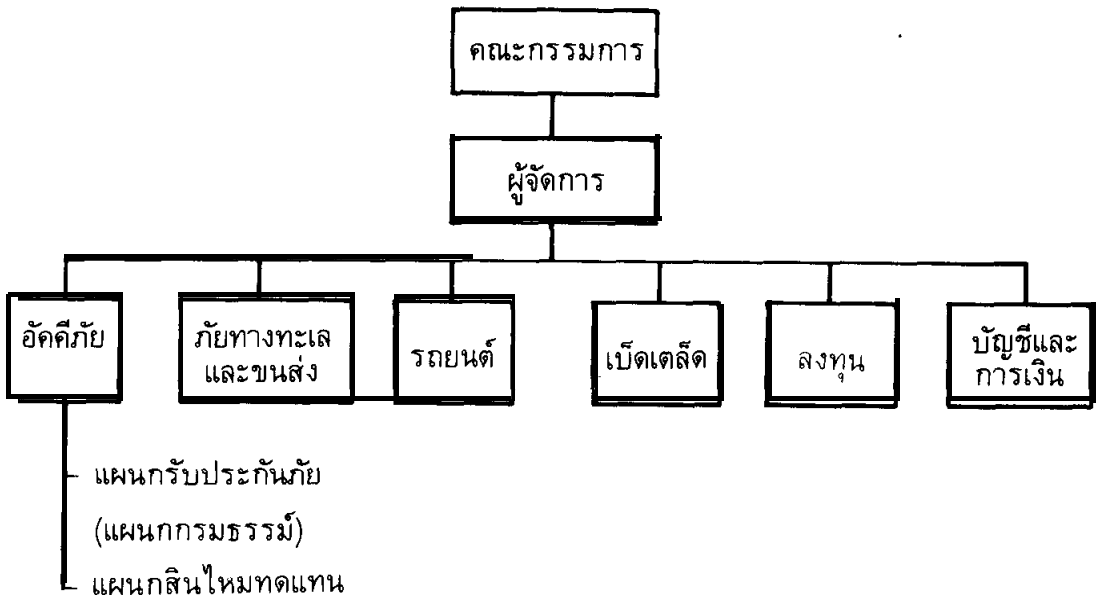 คณะกรรมการ
ผู้จัดการ
อัคคีภัย
ภัยทางทะเล
และขนส่ง
รถยนต์
เบ็ดเตล็ด
ลงทุน
บัญชีและ
การเงิน
แผนกรับประกันภัย
(แผนกกรมธรรม์)
แผนกสินไหมทดแทน